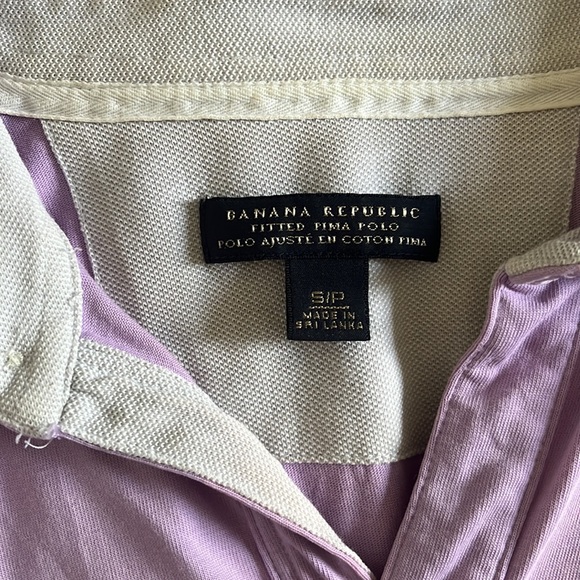 BANANA REPUBLIC
FITTED PIMA POLO
POLO AJUSTÉ EN COTON PIMA
S/P
MADE IN
SRI LANKA